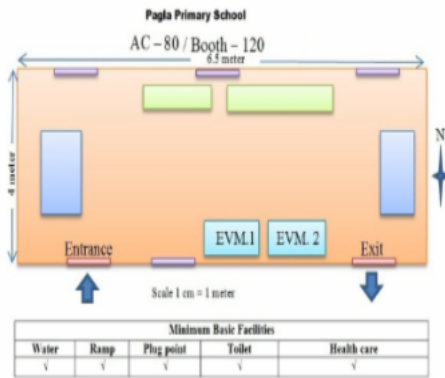 Pagla Primary School
AC – 80 / Booth – 120
6.5 meter
4 meter
N
EVM.1 EVM. 2
Entrance Exit
Scale 1 cm = 1 meter
Minimum Basic Facilities
Water Ramp Plug point Toilet Health care
√ √ √ √ √